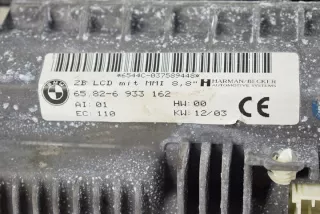 *6544C-037589448*
BMW
ZB LCD mit MMI 8,8"
H HARMAN/BECKER
AUTOMOTIVE SYSTEMS
65.82-6 933 162
AI: 01 HW: 00
EC: 110 KW: 12/03
CE